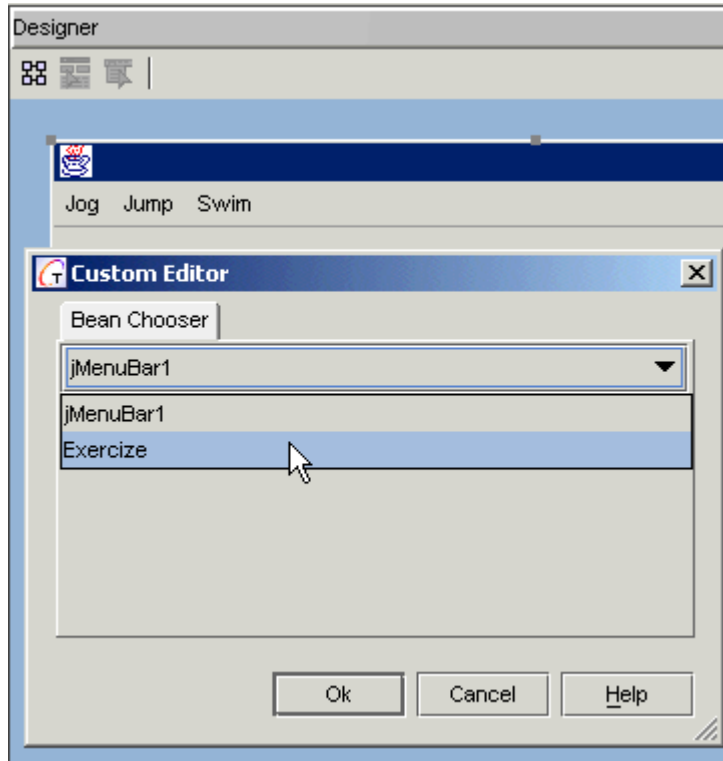 Designer
Jog Jump Swim
Custom Editor
Bean Chooser
jMenuBar1
jMenuBar1
Exercize
Ok Cancel Help